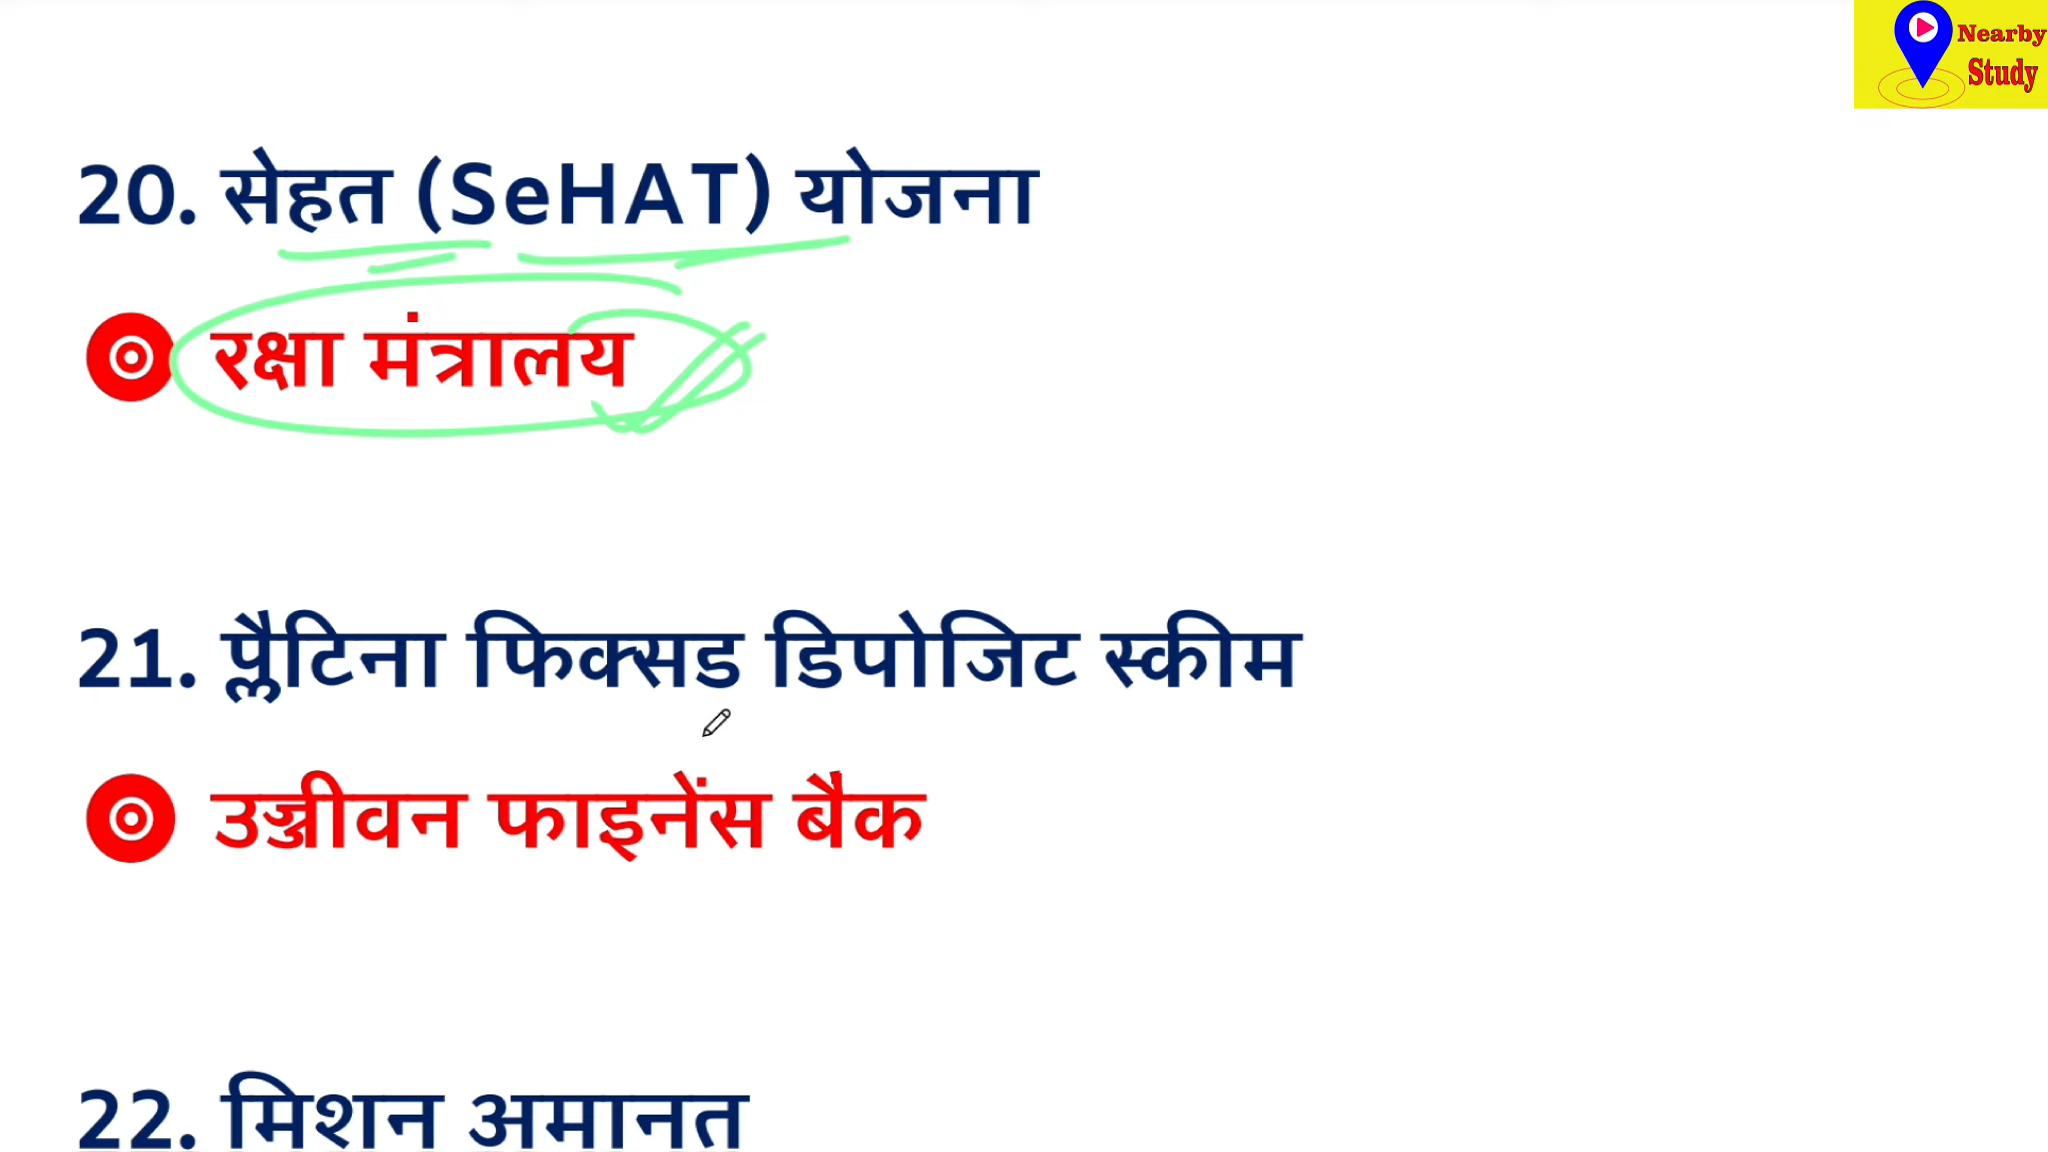 Nearby
Study
20. सेहत (SeHAT) योजना
रक्षा मंत्रालय
21. प्लैटिना फिक्सड डिपोजिट स्कीम
उज्जीवन फाइनेंस बैक
22. मिशन अमानत